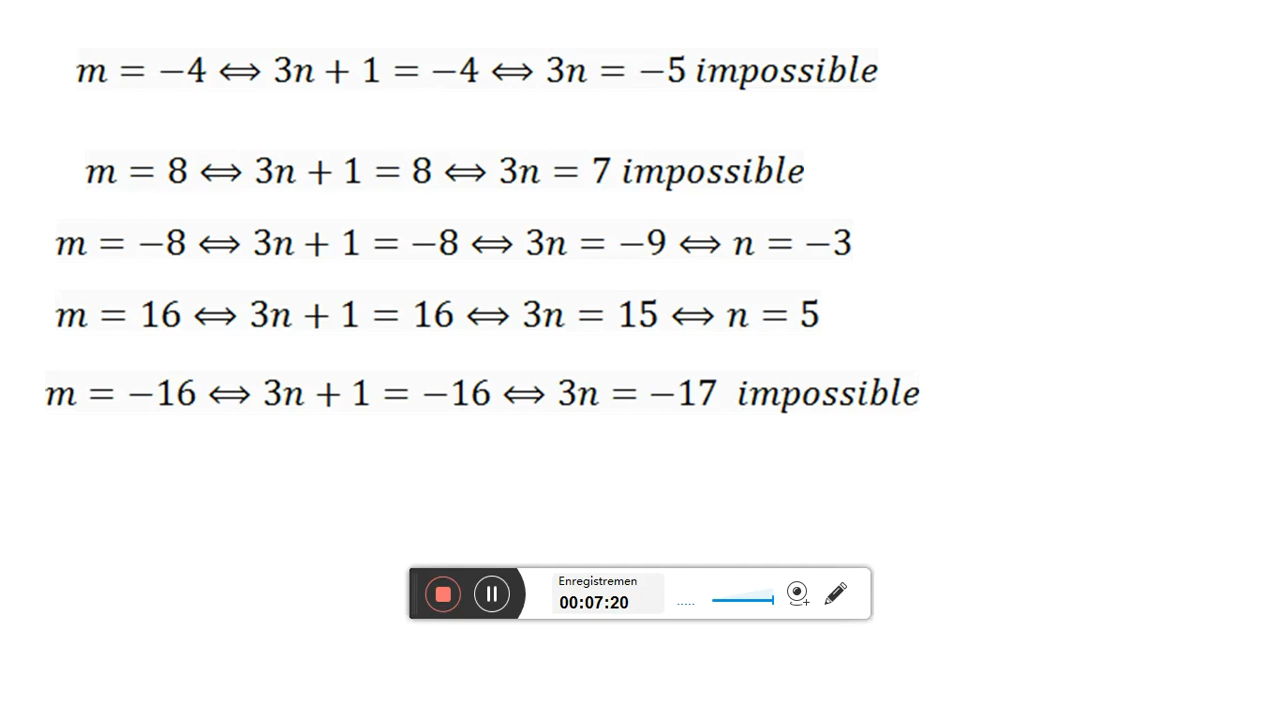 m = −4 ⟺ 3n + 1 = −4 ⟺ 3n = −5 impossible
m = 8 ⟺ 3n + 1 = 8 ⟺ 3n = 7 impossible
m = −8 ⟺ 3n + 1 = −8 ⟺ 3n = −9 ⟺ n = −3
m = 16 ⟺ 3n + 1 = 16 ⟺ 3n = 15 ⟺ n = 5
m = −16 ⟺ 3n + 1 = −16 ⟺ 3n = −17 impossible
Enregistremen
00:07:20